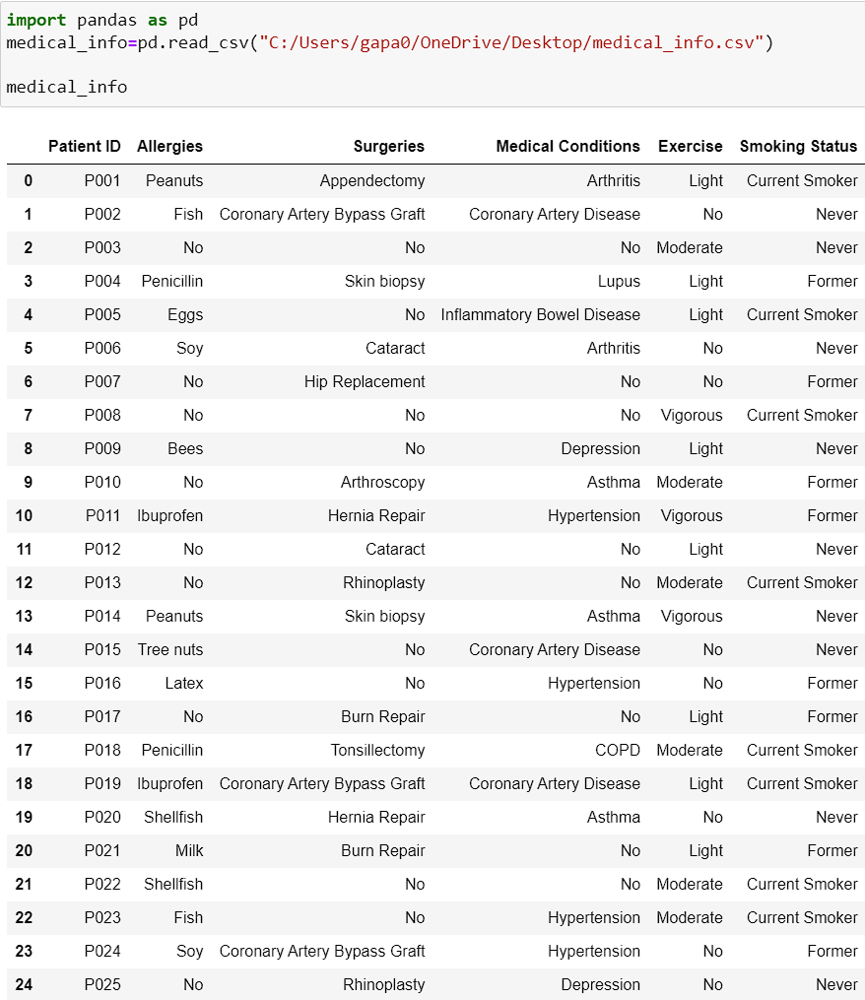 import pandas as pd
medical_info=pd.read_csv("C:/Users/gapa0/OneDrive/Desktop/medical_info.csv")
medical_info
Patient ID Allergies Surgeries Medical Conditions Exercise Smoking Status
0 P001 Peanuts Appendectomy Arthritis Light Current Smoker
1 P002 Fish Coronary Artery Bypass Graft Coronary Artery Disease No Never
2 P003 No No No Moderate Never
3 P004 Penicillin Skin biopsy Lupus Light Former
4 P005 Eggs No Inflammatory Bowel Disease Light Current Smoker
5 P006 Soy Cataract Arthritis No Never
6 P007 No Hip Replacement No No Former
7 P008 No No No Vigorous Current Smoker
8 P009 Bees No Depression Light Never
9 P010 No Arthroscopy Asthma Moderate Former
10 P011 Ibuprofen Hernia Repair Hypertension Vigorous Former
11 P012 No Cataract No Light Never
12 P013 No Rhinoplasty No Moderate Current Smoker
13 P014 Peanuts Skin biopsy Asthma Vigorous Never
14 P015 Tree nuts No Coronary Artery Disease No Never
15 P016 Latex No Hypertension No Former
16 P017 No Burn Repair No Light Former
17 P018 Penicillin Tonsillectomy COPD Moderate Current Smoker
18 P019 Ibuprofen Coronary Artery Bypass Graft Coronary Artery Disease Light Current Smoker
19 P020 Shellfish Hernia Repair Asthma No Never
20 P021 Milk Burn Repair No Light Former
21 P022 Shellfish No No Moderate Current Smoker
22 P023 Fish No Hypertension Moderate Current Smoker
23 P024 Soy Coronary Artery Bypass Graft Hypertension No Former
24 P025 No Rhinoplasty Depression No Never